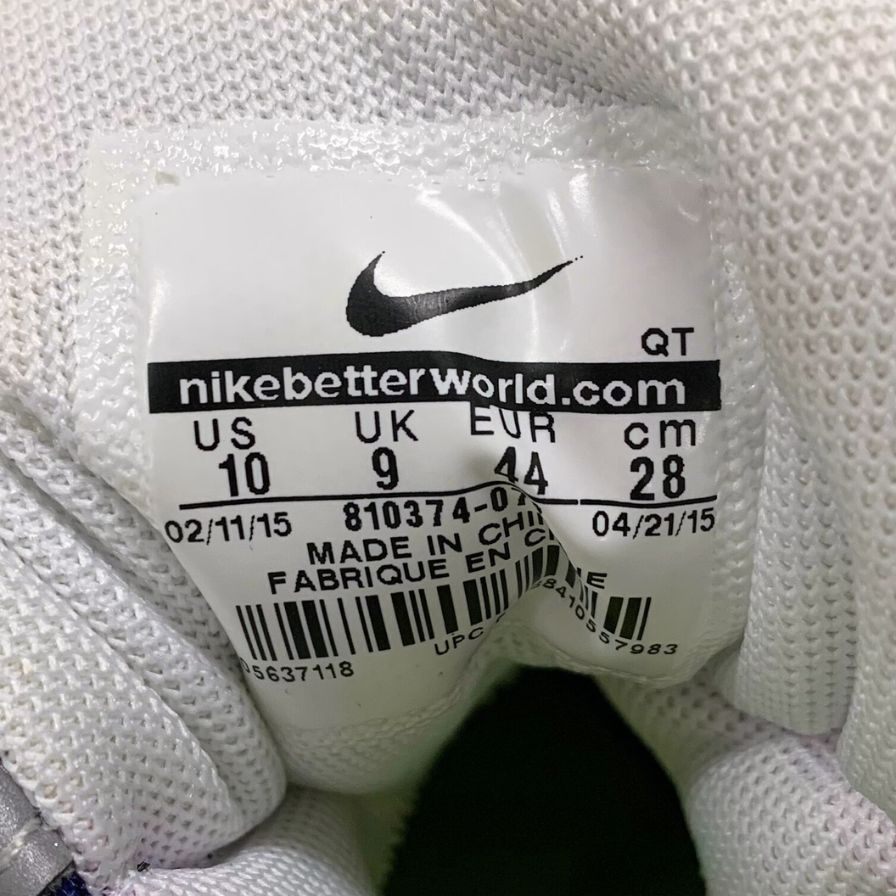 QT
nikebetterworld.com
US UK EUR cm
10 9 44 28
02/11/15 04/21/15
MADE IN
FABRIQUE EN
UPC